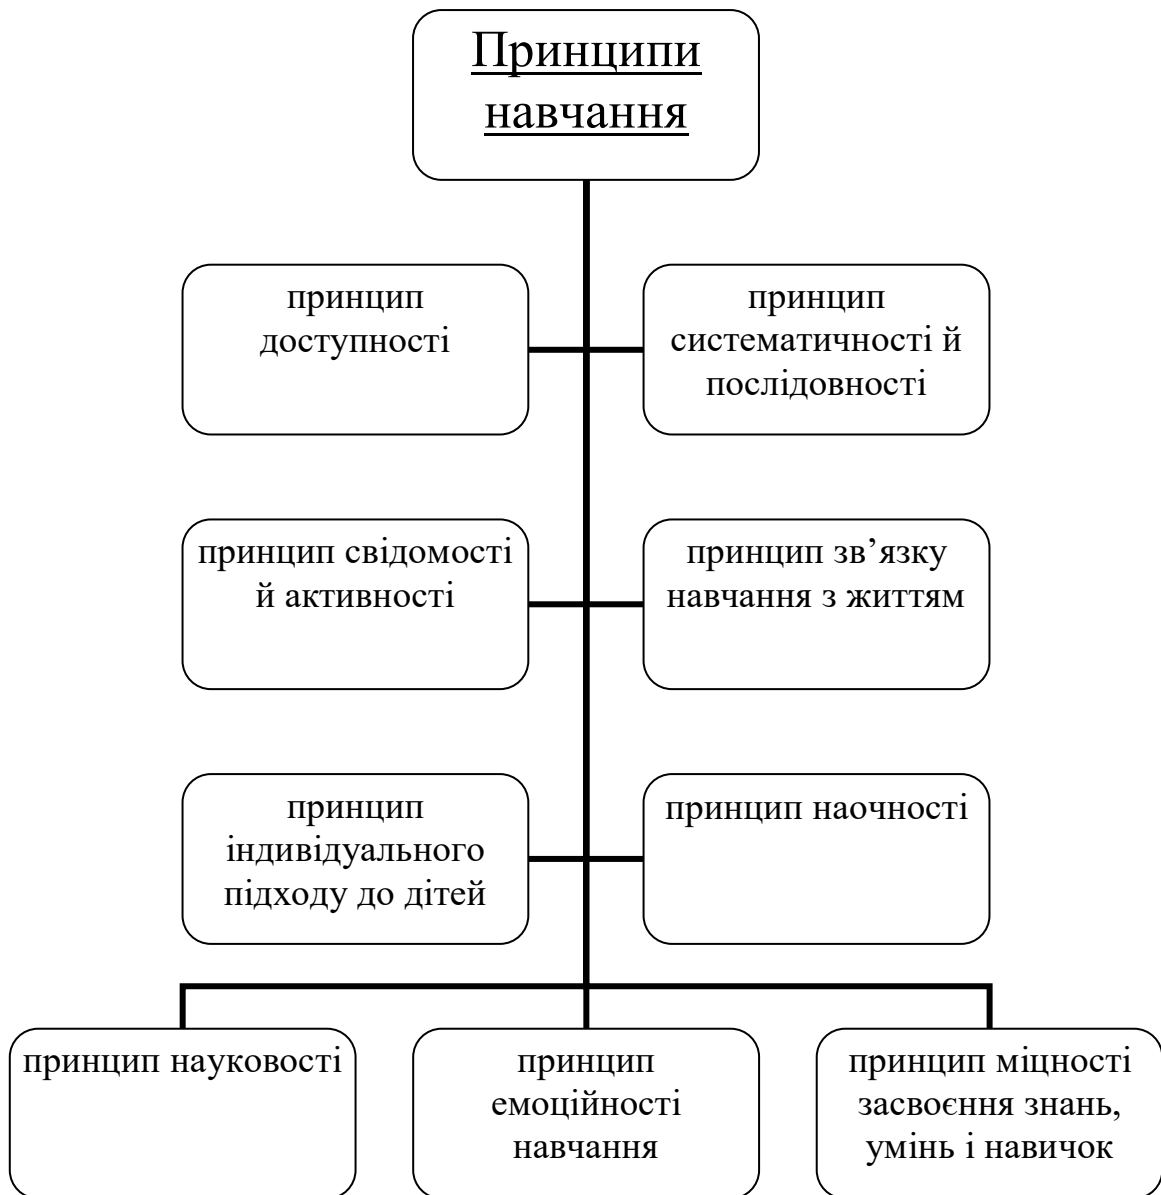 Принципи
навчання
принцип
доступності
принцип
систематичності й
послідовності
принцип свідомості
й активності
принцип зв’язку
навчання з життям
принцип
індивідуального
підходу до дітей
принцип наочності
принцип науковості
принцип
емоційності
навчання
принцип міцності
засвоєння знань,
умінь і навичок